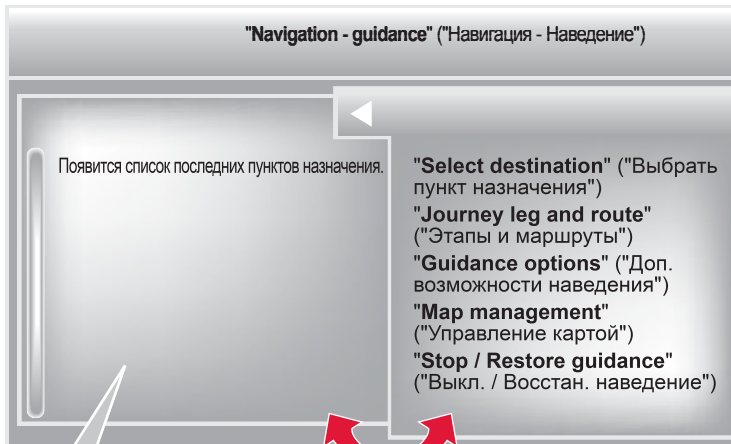 "Navigation - guidance" ("Навигация - Наведение")
Появится список последних пунктов назначения.
"Select destination" ("Выбрать
пункт назначения")
"Journey leg and route"
("Этапы и маршруты")
"Guidance options" ("Доп.
возможности наведения")
"Map management"
("Управление картой")
"Stop / Restore guidance"
("Выкл. / Восстан. наведение")